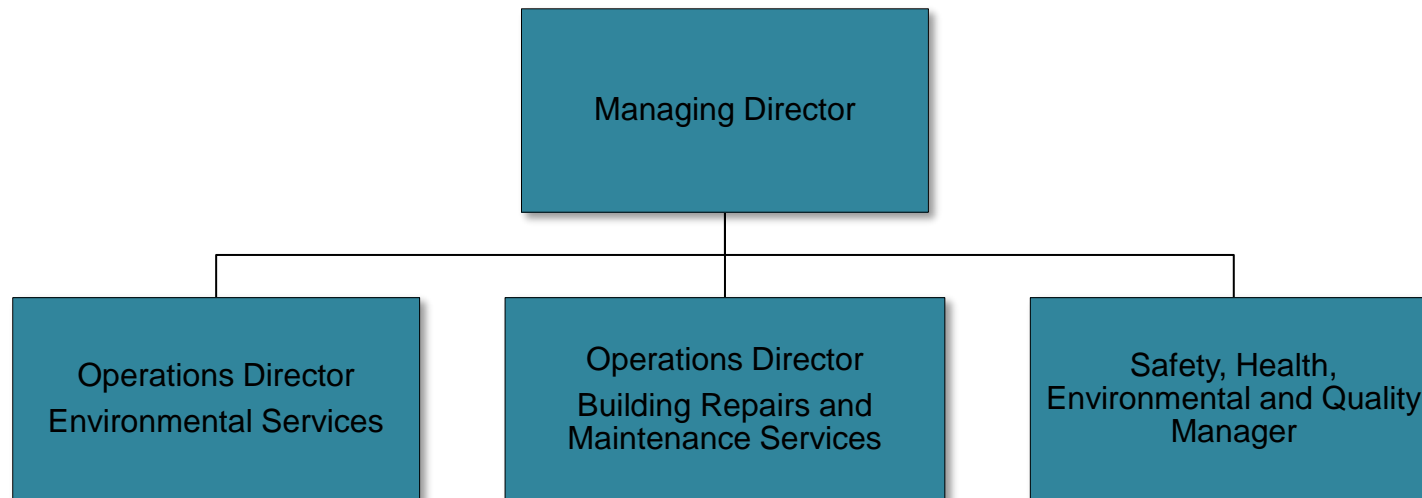 Managing Director
Operations Director
Environmental Services
Operations Director
Building Repairs and
Maintenance Services
Safety, Health,
Environmental and Quality
Manager